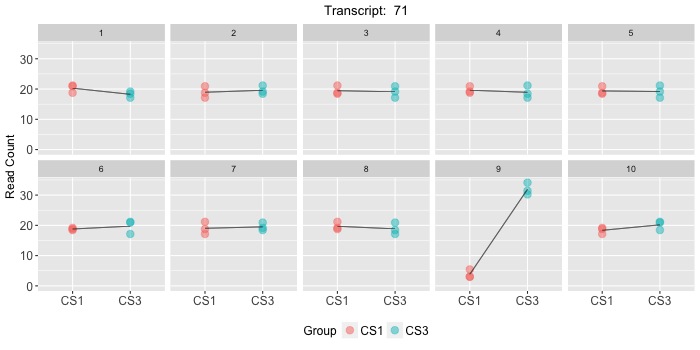 Transcript: 71
1 2 3 4 5
30
20
10
0
Read Count
6 7 8 9 10
30
20
10
0
CS1 CS3 CS1 CS3 CS1 CS3 CS1 CS3 CS1 CS3
Group CS1 CS3